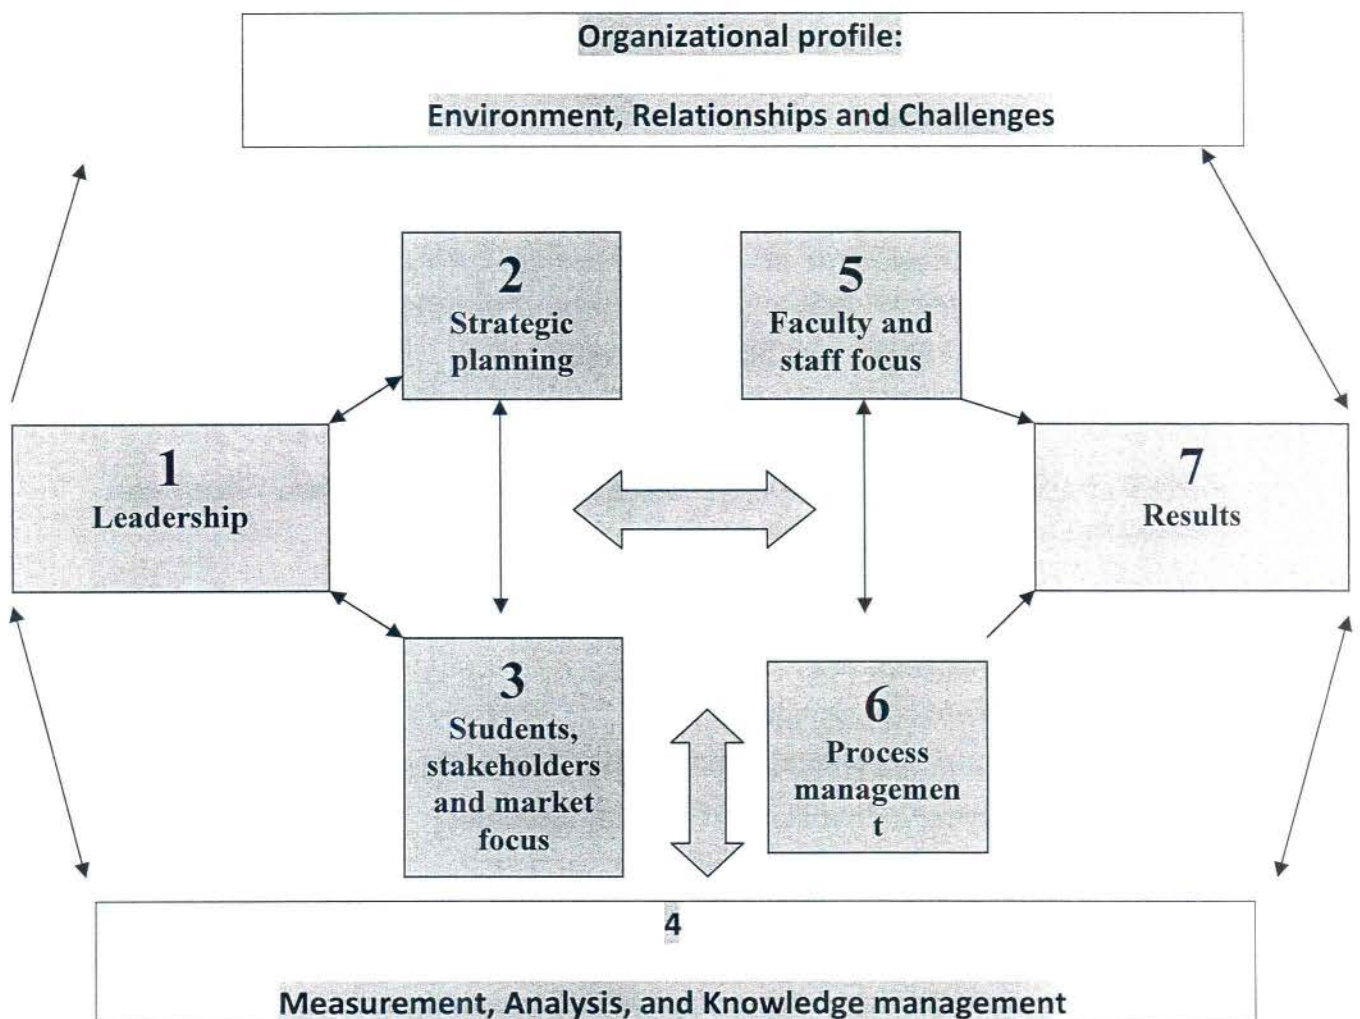 Organizational profile:
Environment, Relationships and Challenges
2
Strategic
planning
5
Faculty and
staff focus
1
Leadership
7
Results
3
Students,
stakeholders
and market
focus
6
Process
managemen
t
4
Measurement, Analysis, and Knowledge management